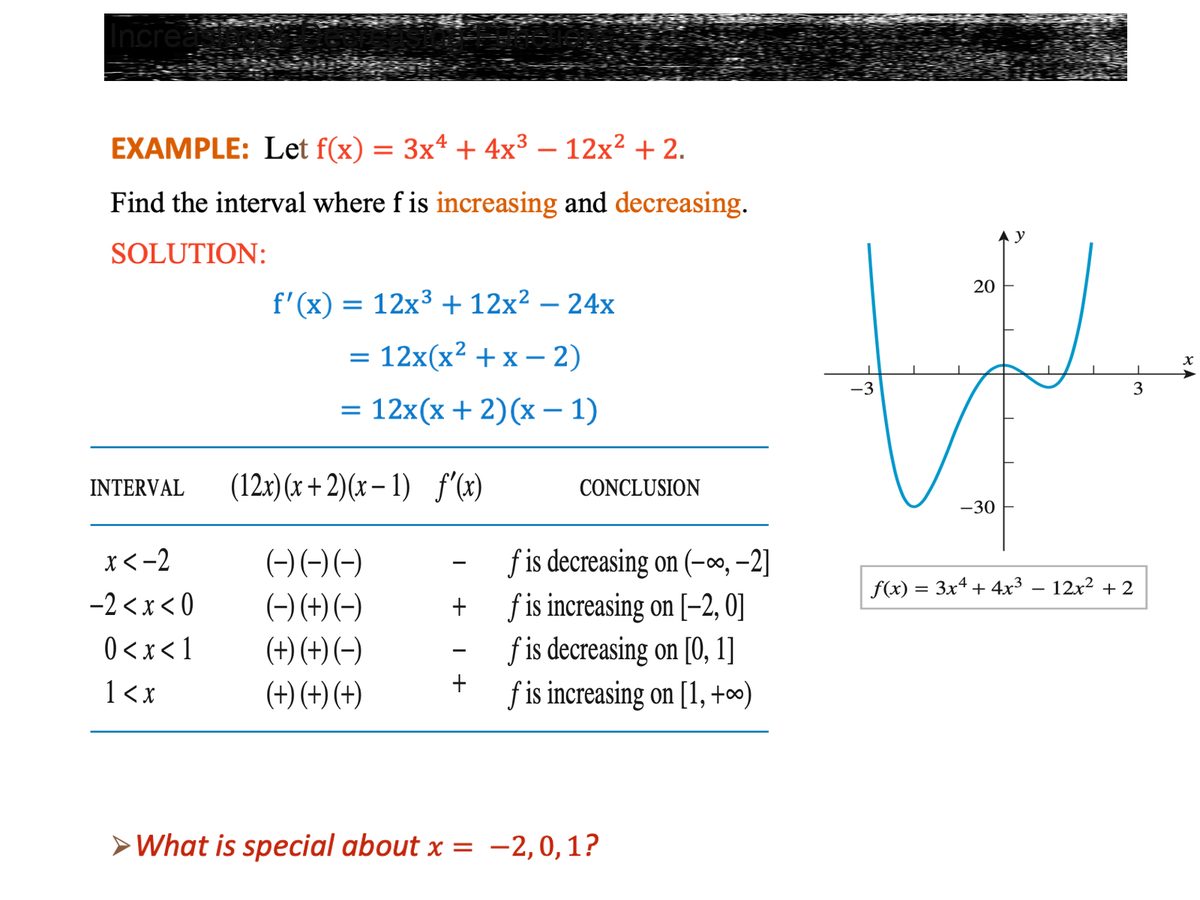 EXAMPLE: Let f(x) = 3x⁴ + 4x³ − 12x² + 2.
Find the interval where f is increasing and decreasing.
SOLUTION:
f′(x) = 12x³ + 12x² − 24x
= 12x(x² + x − 2)
= 12x(x + 2)(x − 1)
INTERVAL (12x)(x + 2)(x − 1) f′(x) CONCLUSION
x < −2 (−)(−)(−) − f is decreasing on (−∞, −2]
−2 < x < 0 (−)(+)(−) + f is increasing on [−2, 0]
0 < x < 1 (+)(+)(−) − f is decreasing on [0, 1]
1 < x (+)(+)(+) + f is increasing on [1, +∞)
➢ What is special about x = −2, 0, 1?
y
20
x
−3 3
−30
f(x) = 3x⁴ + 4x³ − 12x² + 2